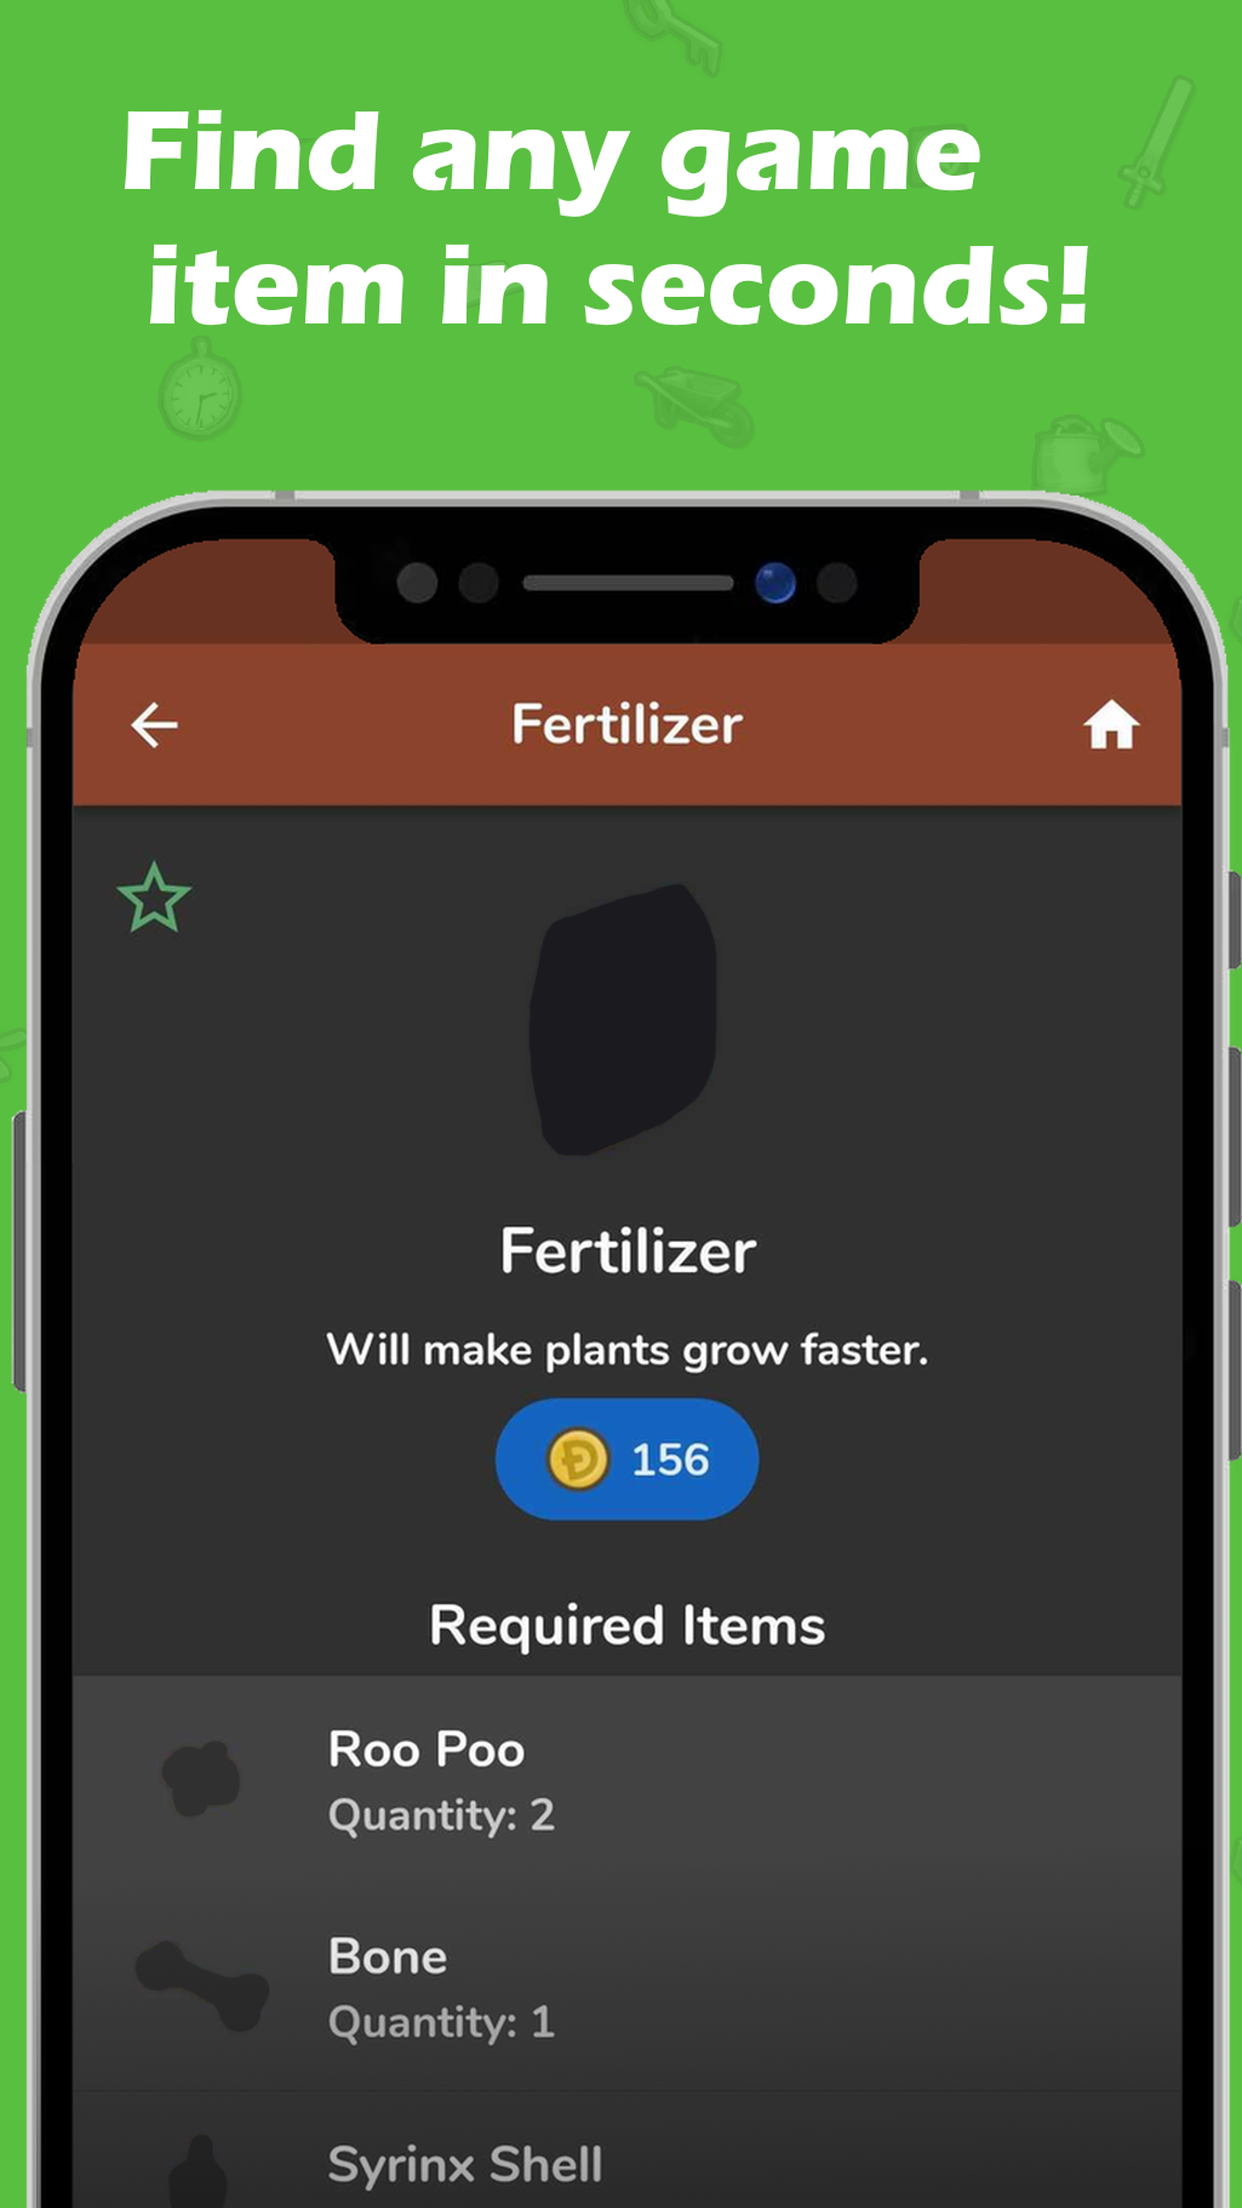 Find any game
item in seconds!
Fertilizer
Fertilizer
Will make plants grow faster.
156
Required Items
Roo Poo
Quantity: 2
Bone
Quantity: 1
Syrinx Shell